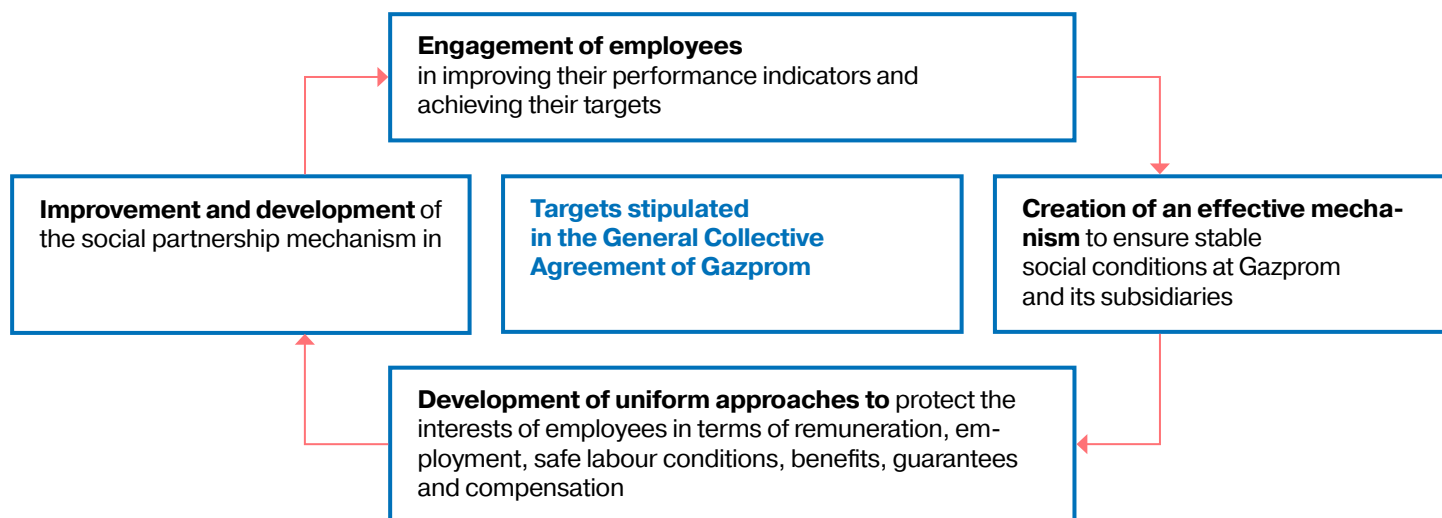 Engagement of employees
in improving their performance indicators and
achieving their targets
Improvement and development of
the social partnership mechanism in
Targets stipulated
in the General Collective
Agreement of Gazprom
Creation of an effective mecha-
nism to ensure stable
social conditions at Gazprom
and its subsidiaries
Development of uniform approaches to protect the
interests of employees in terms of remuneration, em-
ployment, safe labour conditions, benefits, guarantees
and compensation